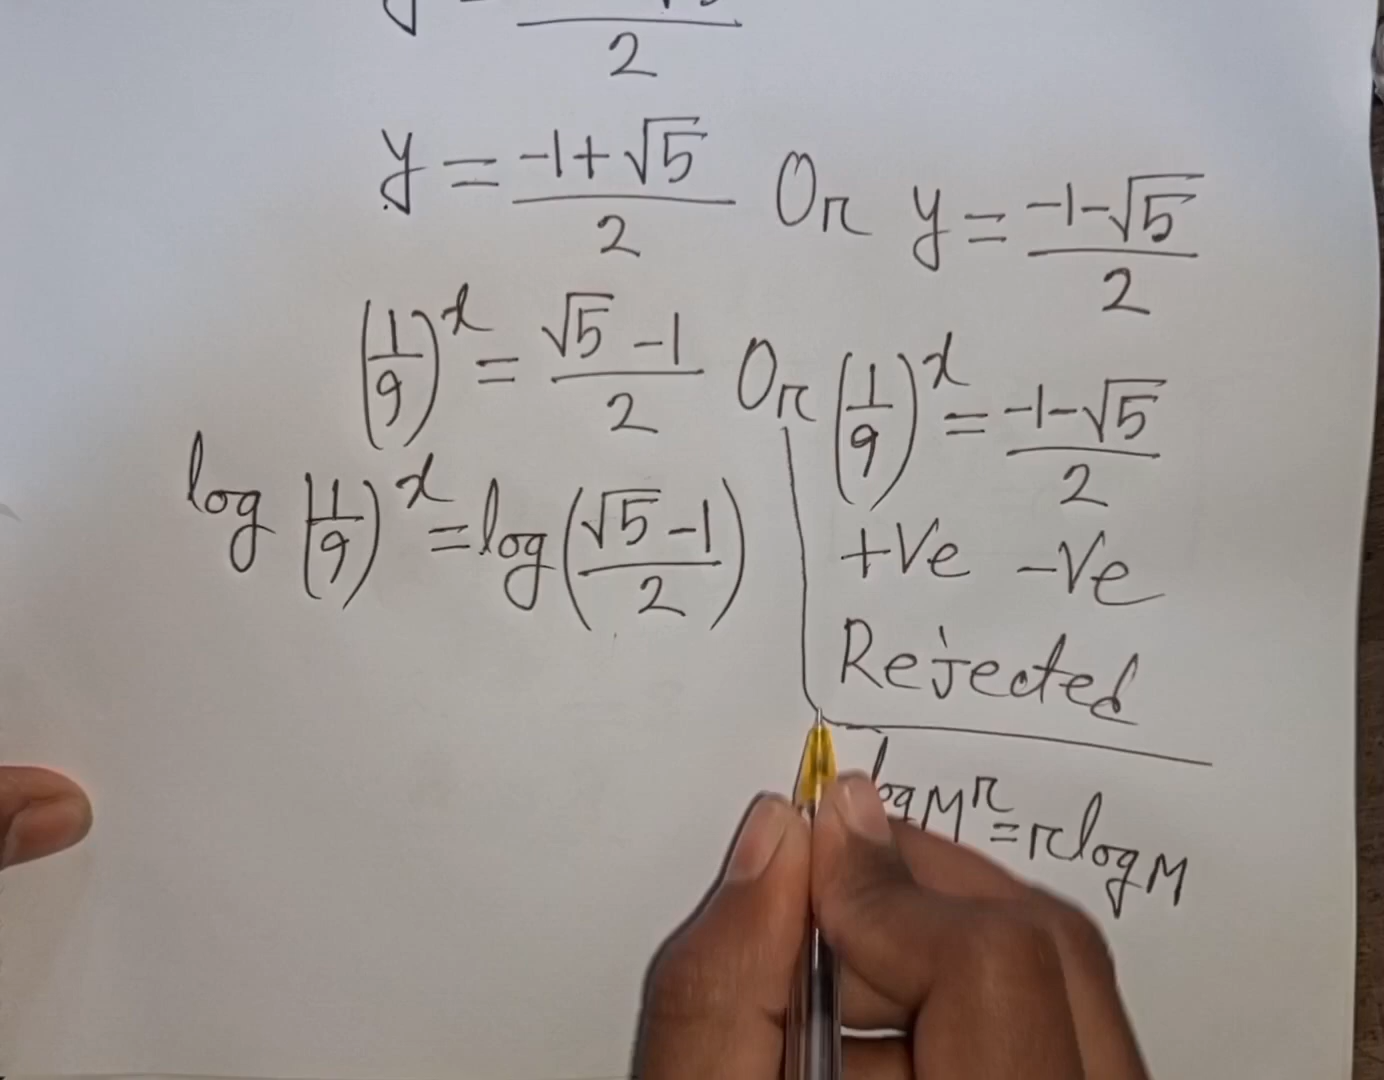 2
y = (-1+√5)/2 Or y = (-1-√5)/2
(1/9)^x = (√5 -1)/2 Or (1/9)^x = (-1-√5)/2
log (1/9)^x = log((√5 -1)/2)
+Ve -Ve
Rejected
log M^r = r log M